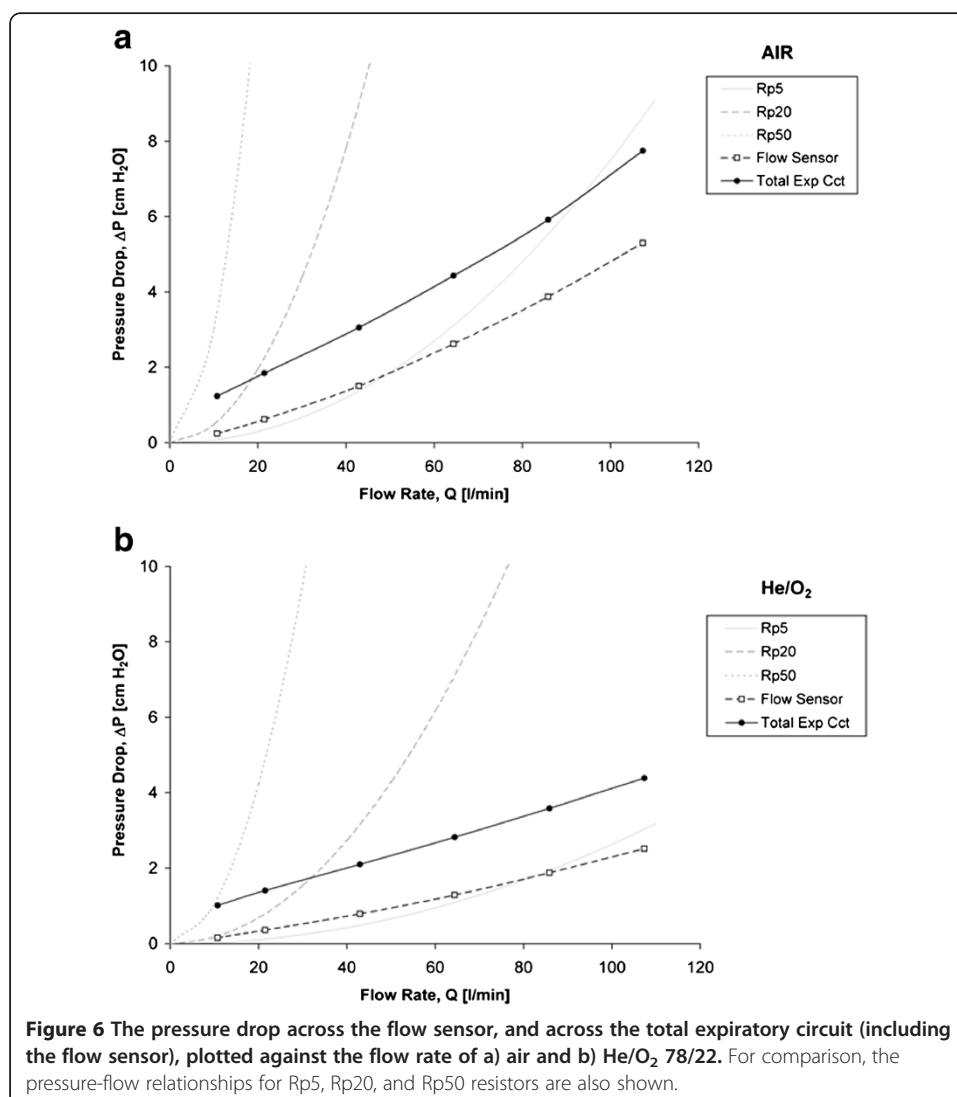 a
AIR
10
8
6
4
2
0
0 20 40 60 80 100 120
Pressure Drop, ΔP [cm H₂O]
Flow Rate, Q [l/min]
Rp5
Rp20
Rp50
Flow Sensor
Total Exp Cct
b
He/O₂
10
8
6
4
2
0
0 20 40 60 80 100 120
Pressure Drop, ΔP [cm H₂O]
Flow Rate, Q [l/min]
Rp5
Rp20
Rp50
Flow Sensor
Total Exp Cct
Figure 6 The pressure drop across the flow sensor, and across the total expiratory circuit (including
the flow sensor), plotted against the flow rate of a) air and b) He/O₂ 78/22. For comparison, the
pressure-flow relationships for Rp5, Rp20, and Rp50 resistors are also shown.